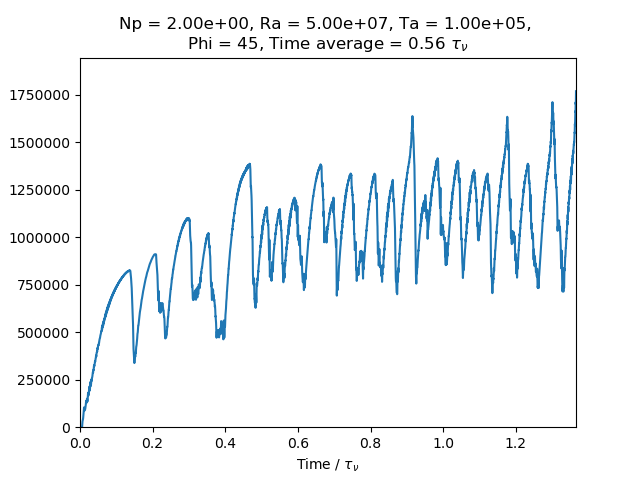 Np = 2.00e+00, Ra = 5.00e+07, Ta = 1.00e+05,
Phi = 45, Time average = 0.56 τν
1750000
1500000
1250000
1000000
750000
500000
250000
0
0.0 0.2 0.4 0.6 0.8 1.0 1.2
Time / τν